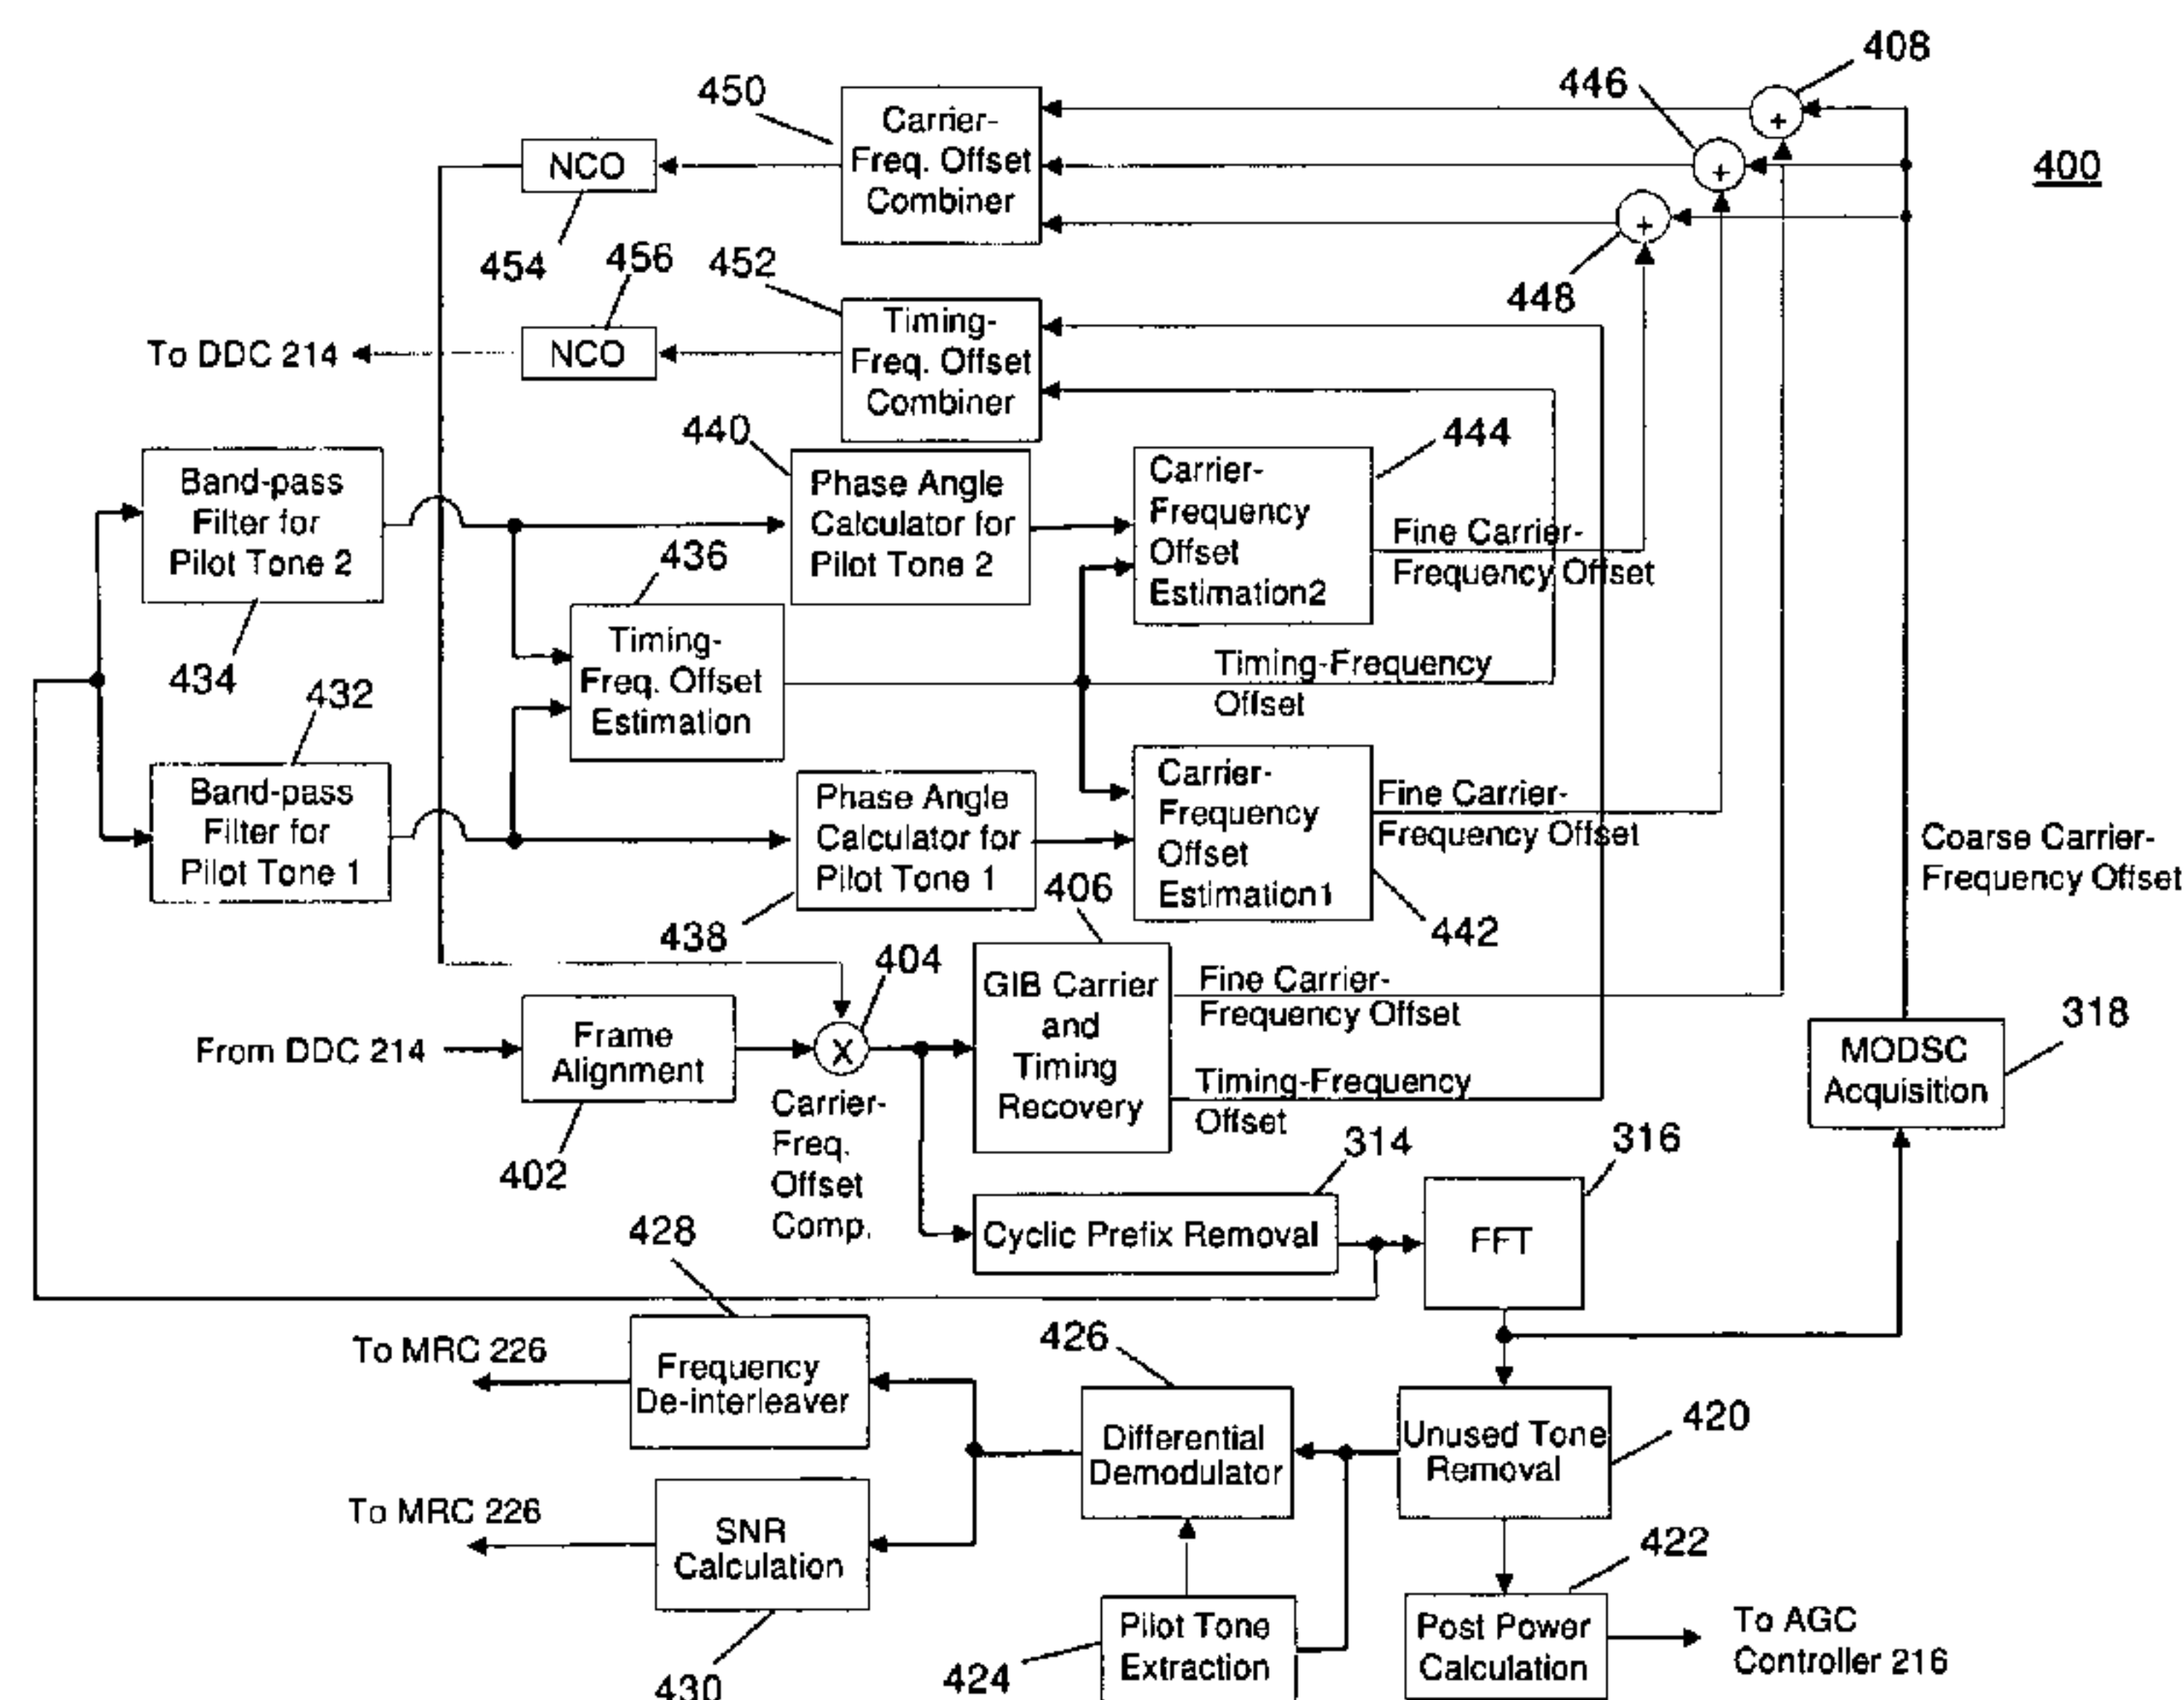 408
446
450
Carrier-
Freq. Offset
Combiner
+
+
+
400
NCO
454
456
452
448
Timing-
Freq. Offset
Combiner
To DDC 214
NCO
440
444
Band-pass
Filter for
Pilot Tone 2
434
Phase Angle
Calculator for
Pilot Tone 2
Carrier-
Frequency
Offset
Estimation2
Fine Carrier-
Frequency Offset
436
Timing-
Freq. Offset
Estimation
Timing-Frequency
Offset
432
Band-pass
Filter for
Pilot Tone 1
Phase Angle
Calculator for
Pilot Tone 1
438
Carrier-
Frequency
Offset
Estimation1
Fine Carrier-
Frequency Offset
442
Coarse Carrier-
Frequency Offset
406
404
GIB Carrier
and
Timing
Recovery
Fine Carrier-
Frequency Offset
Timing-Frequency
Offset
From DDC 214
Frame
Alignment
402
X
Carrier-
Freq.
Offset
Comp.
318
MODSC
Acquisition
314
316
Cyclic Prefix Removal
FFT
428
To MRC 226
Frequency
De-interleaver
426
Differential
Demodulator
Unused Tone
Removal
420
To MRC 226
SNR
Calculation
430
422
Pilot Tone
Extraction
424
Post Power
Calculation
To AGC
Controller 216